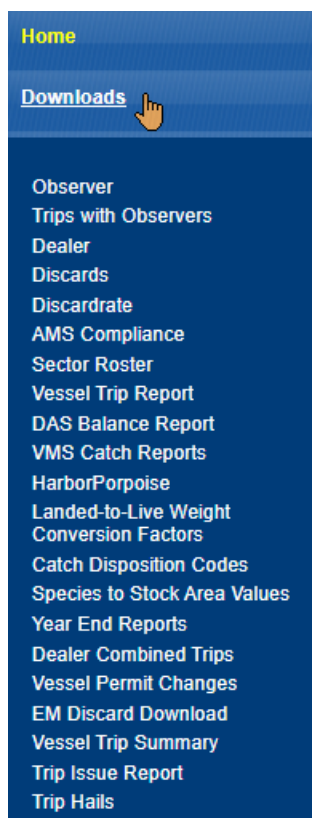 Home
Downloads
Observer
Trips with Observers
Dealer
Discards
Discardrate
AMS Compliance
Sector Roster
Vessel Trip Report
DAS Balance Report
VMS Catch Reports
HarborPorpoise
Landed-to-Live Weight
Conversion Factors
Catch Disposition Codes
Species to Stock Area Values
Year End Reports
Dealer Combined Trips
Vessel Permit Changes
EM Discard Download
Vessel Trip Summary
Trip Issue Report
Trip Hails